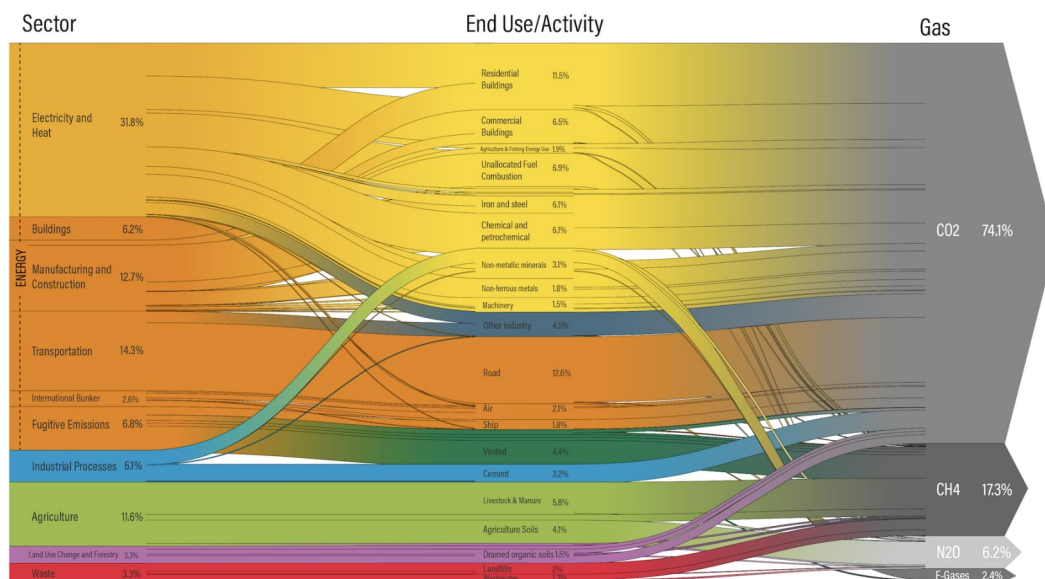 Sector
End Use/Activity
Gas
ENERGY
Electricity and
Heat
31.8%
Buildings
6.2%
Manufacturing and
Construction
12.7%
Transportation
14.3%
International Bunker
2.6%
Fugitive Emissions
6.8%
Industrial Processes
6.1%
Agriculture
11.6%
Land Use Change and Forestry
3.3%
Waste
3.3%
Residential
Buildings
11.5%
Commercial
Buildings
6.5%
Agriculture & Fishing Energy Use
1.9%
Unallocated Fuel
Combustion
6.9%
Iron and steel
6.1%
Chemical and
petrochemical
6.1%
Non-metallic minerals
3.1%
Non-ferrous metals
1.8%
Machinery
1.5%
Other Industry
4.5%
Road
12.6%
Air
2.1%
Ship
1.8%
Vented
4.4%
Cement
3.2%
Livestock & Manure
5.8%
Agriculture Soils
4.1%
Drained organic soils
1.5%
Landfills
2%
CO2
74.1%
CH4
17.3%
N2O
6.2%
F-Gases
2.4%